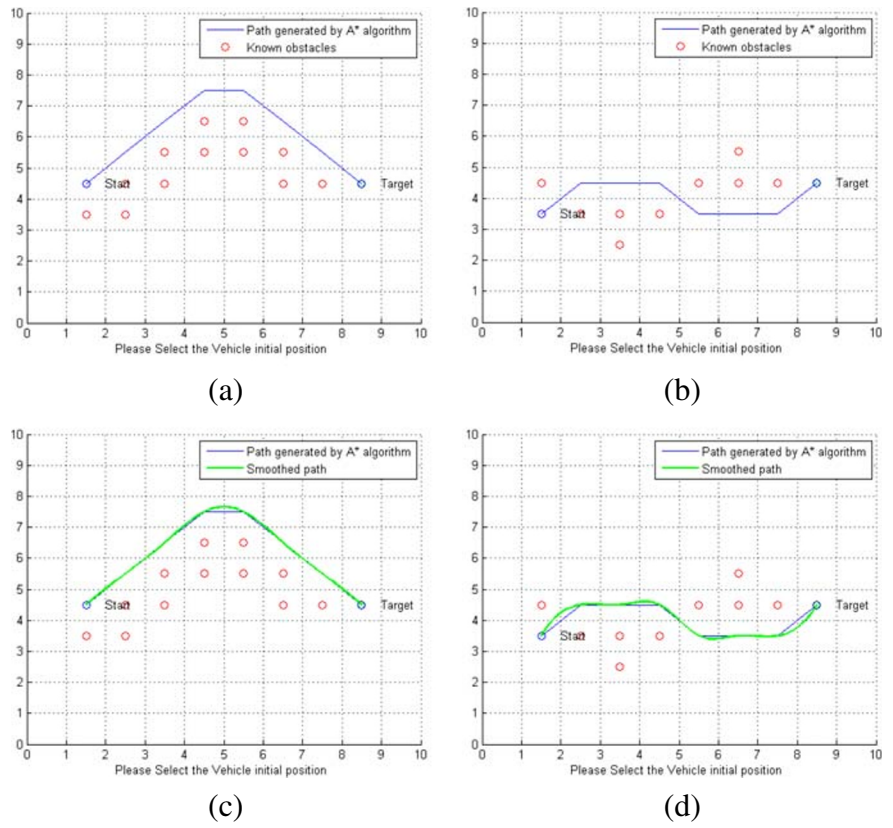 10
9
8
7
6
5
4
3
2
1
0
Path generated by A* algorithm
Known obstacles
Start
Target
0 1 2 3 4 5 6 7 8 9 10
Please Select the Vehicle initial position
(a)
10
9
8
7
6
5
4
3
2
1
0
Path generated by A* algorithm
Known obstacles
Start
Target
0 1 2 3 4 5 6 7 8 9 10
Please Select the Vehicle initial position
(b)
10
9
8
7
6
5
4
3
2
1
0
Path generated by A* algorithm
Smoothed path
Start
Target
0 1 2 3 4 5 6 7 8 9 10
Please Select the Vehicle initial position
(c)
10
9
8
7
6
5
4
3
2
1
0
Path generated by A* algorithm
Smoothed path
Start
Target
0 1 2 3 4 5 6 7 8 9 10
Please Select the Vehicle initial position
(d)